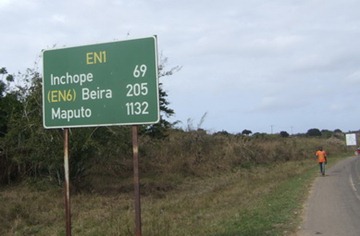 EN1
Inchope 69
(EN6) Beira 205
Maputo 1132